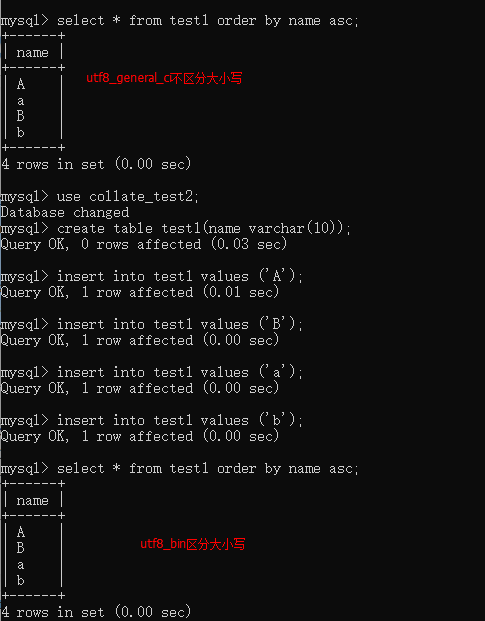 mysql> select * from test1 order by name asc;
+------+
| name |
+------+
| A    |
utf8_general_ci不区分大小写
| a    |
| B    |
| b    |
+------+
4 rows in set (0.00 sec)
mysql> use collate_test2;
Database changed
mysql> create table test1(name varchar(10));
Query OK, 0 rows affected (0.03 sec)
mysql> insert into test1 values ('A');
Query OK, 1 row affected (0.01 sec)
mysql> insert into test1 values ('B');
Query OK, 1 row affected (0.00 sec)
mysql> insert into test1 values ('a');
Query OK, 1 row affected (0.00 sec)
mysql> insert into test1 values ('b');
Query OK, 1 row affected (0.00 sec)
mysql> select * from test1 order by name asc;
+------+
| name |
+------+
| A    |
| B    |
utf8_bin区分大小写
| a    |
| b    |
+------+
4 rows in set (0.00 sec)